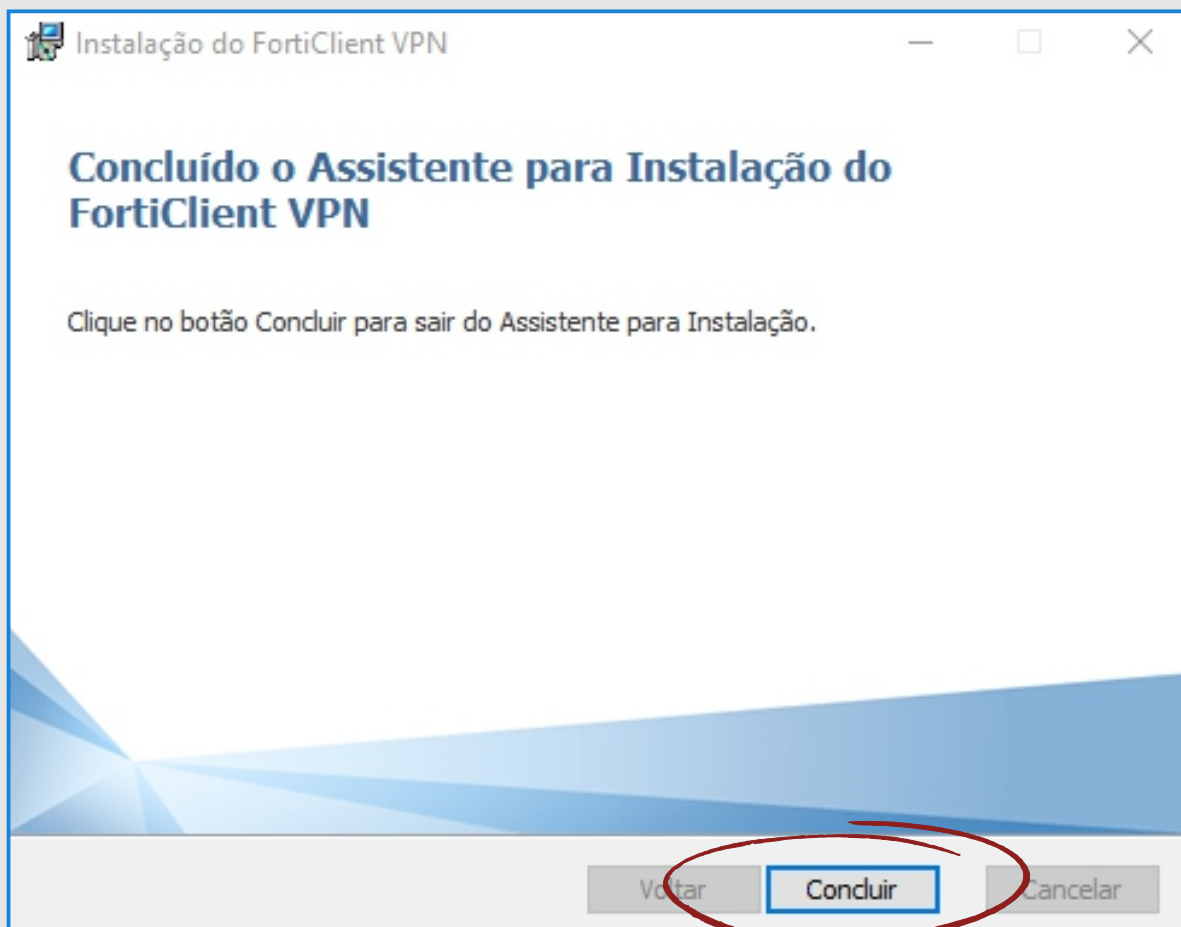 Instalação do FortiClient VPN
Concluído o Assistente para Instalação do
FortiClient VPN
Clique no botão Concluir para sair do Assistente para Instalação.
Voltar
Concluir
Cancelar